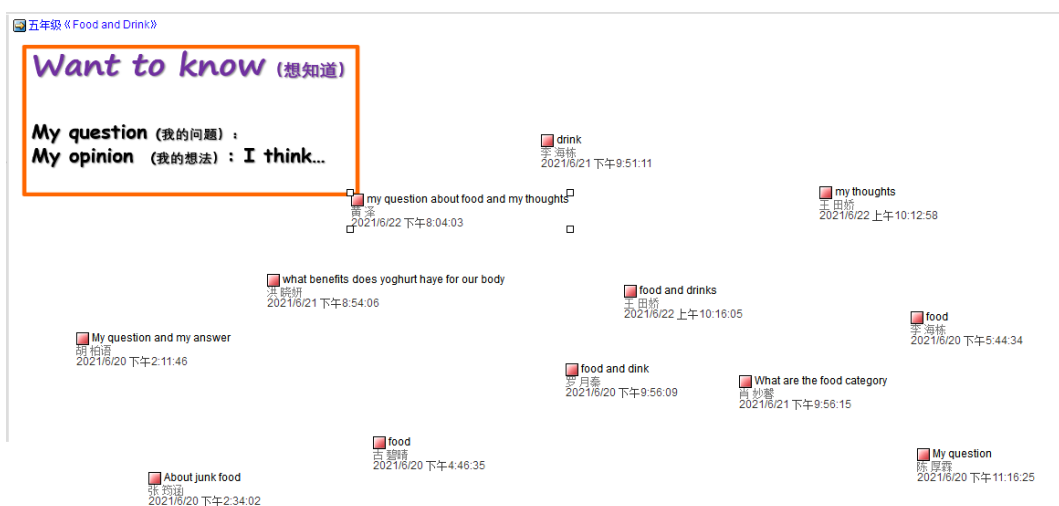 五年级《Food and Drink》
Want to know (想知道)
My question (我的问题):
My opinion (我的想法): I think...
drink
李 海栋
2021/6/21 下午9:51:11
my question about food and my thoughts
黄 泽
2021/6/22 下午8:04:03
my thoughts
王 田娇
2021/6/22 上午10:12:58
what benefits does yoghurt haye for our body
洪 晓妍
2021/6/21 下午8:54:06
food and drinks
王 田娇
2021/6/22 上午10:16:05
food
李 海栋
2021/6/20 下午5:44:34
My question and my answer
胡 柏语
2021/6/20 下午2:11:46
food and dink
罗 月秦
2021/6/20 下午9:56:09
What are the food category
肖 妙馨
2021/6/21 下午9:56:15
food
古 碧晴
2021/6/20 下午4:46:35
My question
陈 厚霖
2021/6/20 下午11:16:25
About junk food
张 筠涵
2021/6/20 下午2:34:02